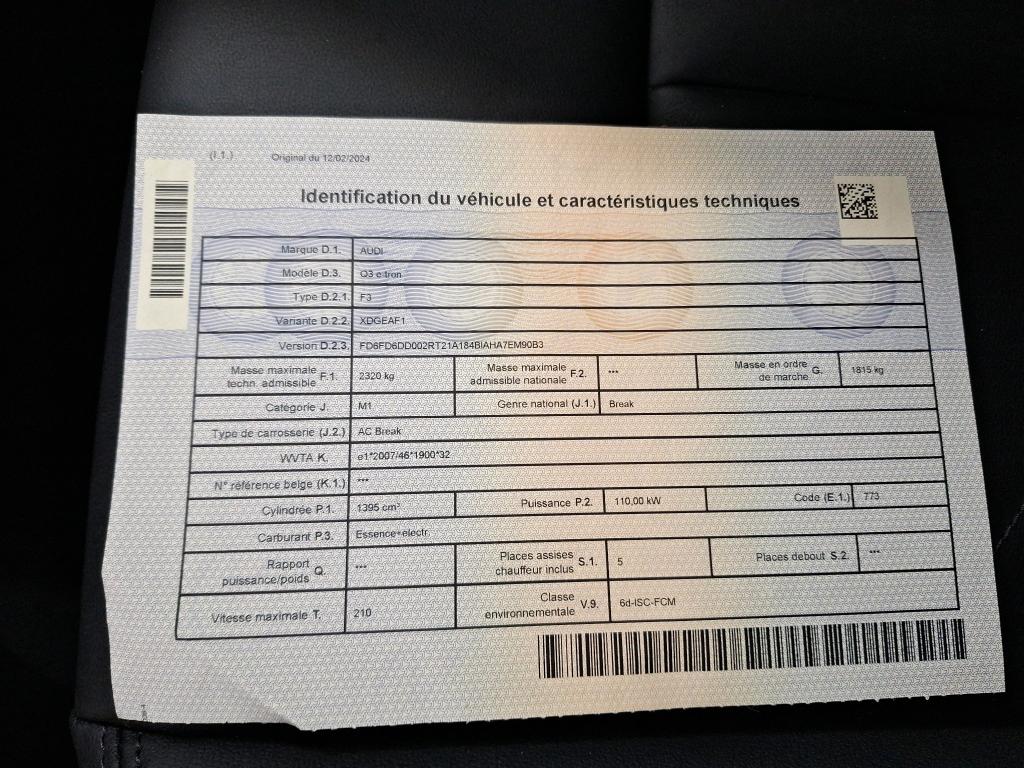 (I.1.) Original du 12/02/2024
Identification du véhicule et caractéristiques techniques
Marque D.1. AUDI
Modèle D.3. Q3 e-tron
Type D.2.1. F3
Variante D.2.2. XDGEAF1
Version D.2.3. FD6FD6DD002RT21A184BIAHA7EM90B3
Masse maximale techn. admissible F.1. 2320 kg Masse maximale admissible nationale F.2. --- Masse en ordre de marche G. 1815 kg
Catégorie J. M1 Genre national (J.1.) Break
Type de carrosserie (J.2.) AC Break
WVTA K. e1*2007/46*1900*32
N° référence belge (K.1.) ---
Cylindrée P.1. 1395 cm³ Puissance P.2. 110,00 kW Code (E.1.) 773
Carburant P.3. Essence+electr.
Rapport puissance/poids Q. --- Places assises chauffeur inclus S.1. 5 Places debout S.2. ---
Vitesse maximale T. 210 Classe environnementale V.9. 6d-ISC-FCM